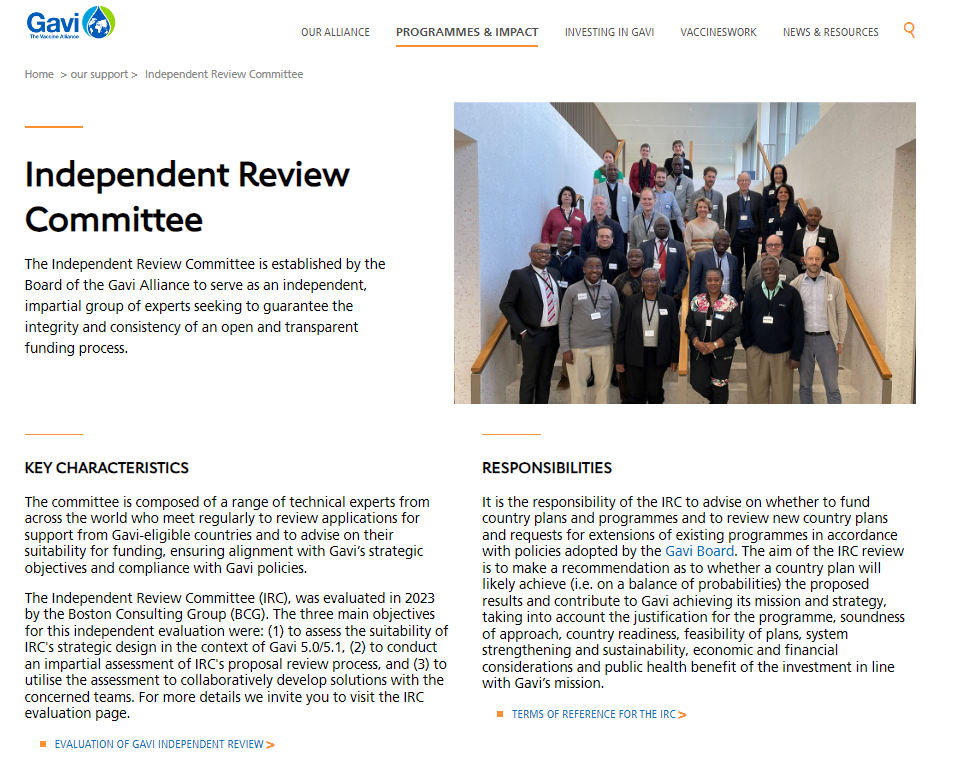 Gavi
The Vaccine Alliance
OUR ALLIANCE
PROGRAMMES & IMPACT
INVESTING IN GAVI
VACCINESWORK
NEWS & RESOURCES
Home > our support > Independent Review Committee
Independent Review
Committee
The Independent Review Committee is established by the
Board of the Gavi Alliance to serve as an independent,
impartial group of experts seeking to guarantee the
integrity and consistency of an open and transparent
funding process.
KEY CHARACTERISTICS
The committee is composed of a range of technical experts from
across the world who meet regularly to review applications for
support from Gavi-eligible countries and to advise on their
suitability for funding, ensuring alignment with Gavi's strategic
objectives and compliance with Gavi policies.
The Independent Review Committee (IRC), was evaluated in 2023
by the Boston Consulting Group (BCG). The three main objectives
for this independent evaluation were: (1) to assess the suitability of
IRC's strategic design in the context of Gavi 5.0/5.1, (2) to conduct
an impartial assessment of IRC's proposal review process, and (3) to
utilise the assessment to collaboratively develop solutions with the
concerned teams. For more details we invite you to visit the IRC
evaluation page.
EVALUATION OF GAVI INDEPENDENT REVIEW >
RESPONSIBILITIES
It is the responsibility of the IRC to advise on whether to fund
country plans and programmes and to review new country plans
and requests for extensions of existing programmes in accordance
with policies adopted by the Gavi Board. The aim of the IRC review
is to make a recommendation as to whether a country plan will
likely achieve (i.e. on a balance of probabilities) the proposed
results and contribute to Gavi achieving its mission and strategy,
taking into account the justification for the programme, soundness
of approach, country readiness, feasibility of plans, system
strengthening and sustainability, economic and financial
considerations and public health benefit of the investment in line
with Gavi's mission.
TERMS OF REFERENCE FOR THE IRC >